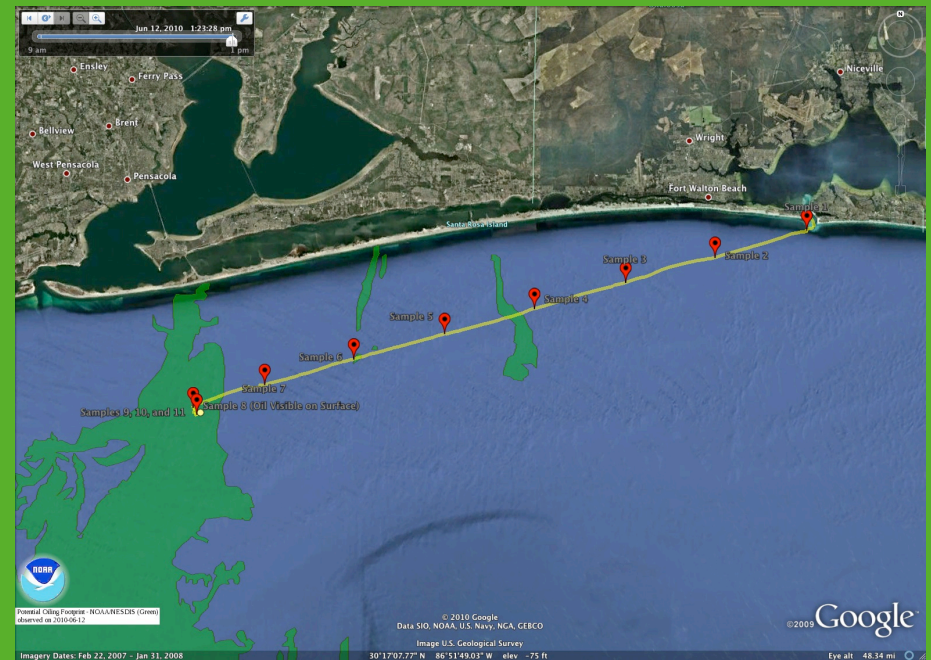 Jun 12, 2010   1:23:28 pm
9 am
1 pm
N
Ensley
Ferry Pass
Niceville
Brent
Bellview
Wright
West Pensacola
Pensacola
Fort Walton Beach
Sample 1
Santa Rosa Island
Sample 2
Sample 3
Sample 4
Sample 5
Sample 6
Sample 7
Sample 8 (Oil Visible on Surface)
Samples 9, 10, and 11
NOAA
Potential Oiling Footprint - NOAA/NESDIS (Green)
observed on 2010-06-12
© 2010 Google
Data SIO, NOAA, U.S. Navy, NGA, GEBCO
©2009 Google
Image U.S. Geological Survey
Imagery Dates: Feb 22, 2007 - Jan 31, 2008
30°17'07.77" N   86°51'49.03" W   elev   -75 ft
Eye alt   48.34 mi